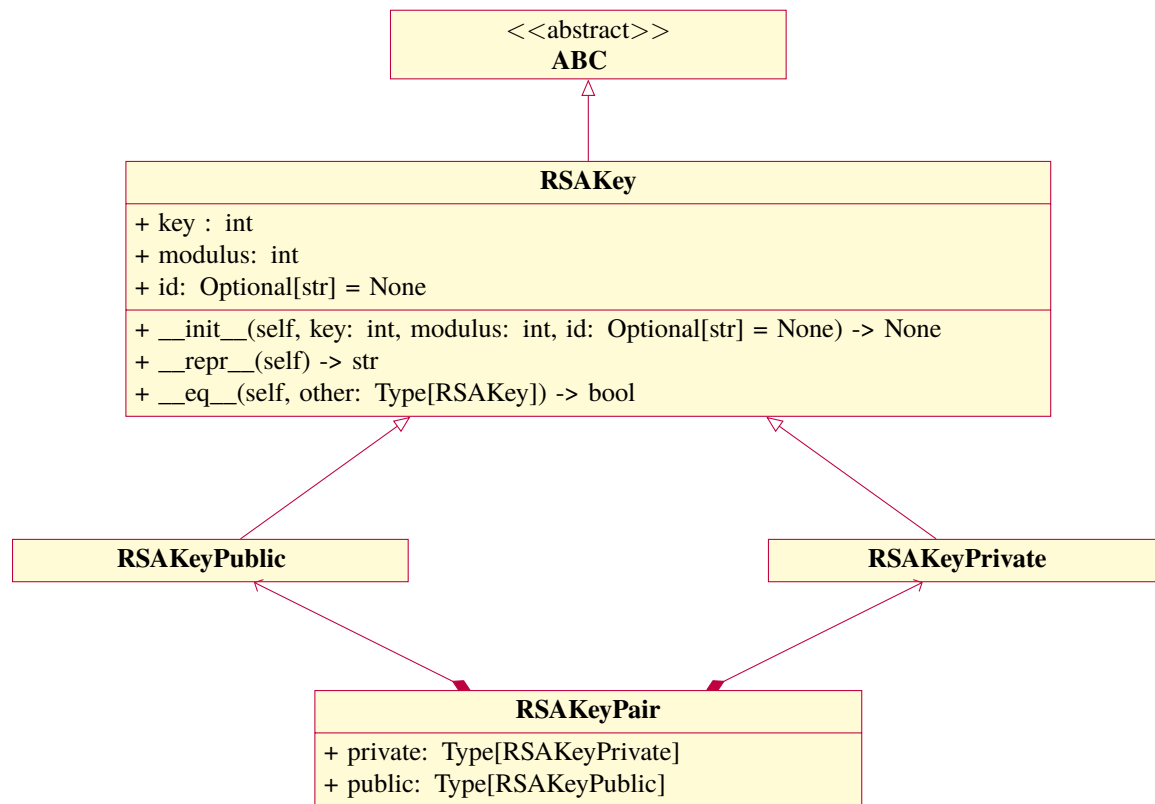 <<abstract>>
ABC
RSAKey
+ key : int
+ modulus: int
+ id: Optional[str] = None
+ __init__(self, key: int, modulus: int, id: Optional[str] = None) -> None
+ __repr__(self) -> str
+ __eq__(self, other: Type[RSAKey]) -> bool
RSAKeyPublic
RSAKeyPrivate
RSAKeyPair
+ private: Type[RSAKeyPrivate]
+ public: Type[RSAKeyPublic]